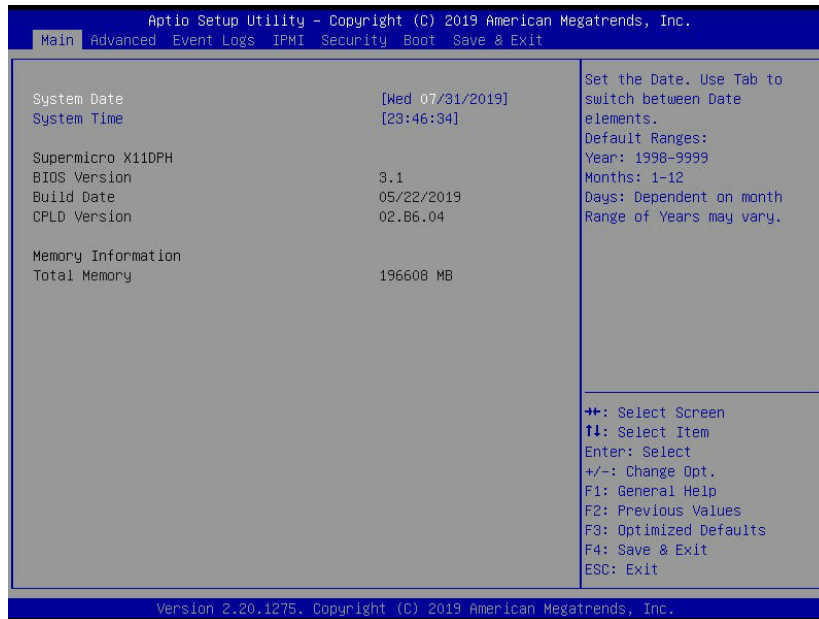 Aptio Setup Utility – Copyright (C) 2019 American Megatrends, Inc.
Main Advanced Event Logs IPMI Security Boot Save & Exit
System Date [Wed 07/31/2019]
System Time [23:46:34]
Supermicro X11DPH
BIOS Version 3.1
Build Date 05/22/2019
CPLD Version 02.B6.04
Memory Information
Total Memory 196608 MB
Set the Date. Use Tab to
switch between Date
elements.
Default Ranges:
Year: 1998-9999
Months: 1-12
Days: Dependent on month
Range of Years may vary.
→←: Select Screen
↑↓: Select Item
Enter: Select
+/-: Change Opt.
F1: General Help
F2: Previous Values
F3: Optimized Defaults
F4: Save & Exit
ESC: Exit
Version 2.20.1275. Copyright (C) 2019 American Megatrends, Inc.